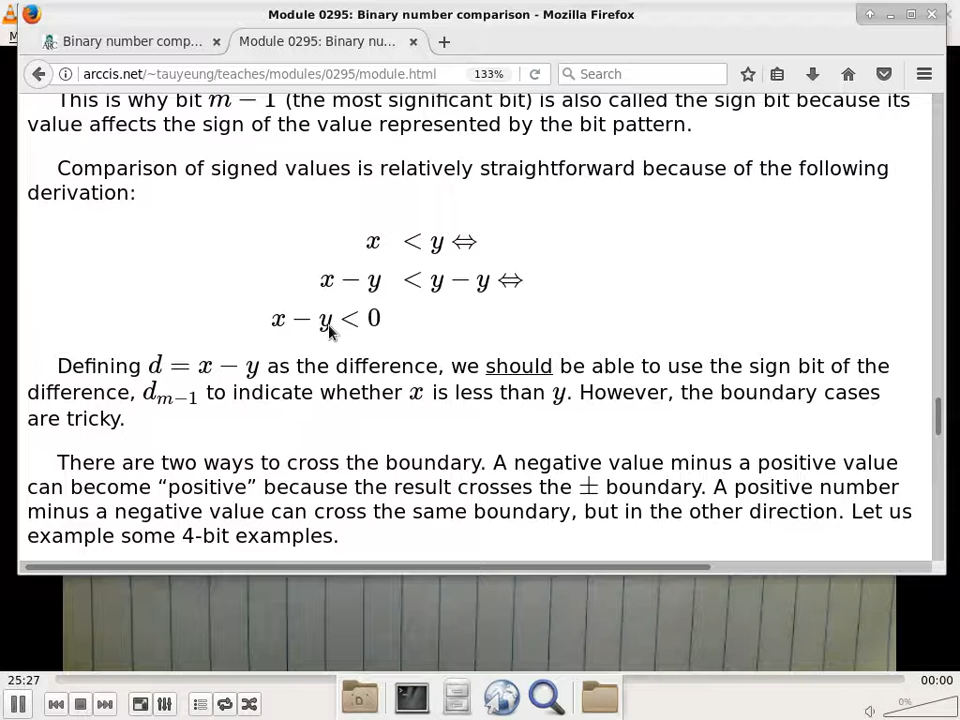 Module 0295: Binary number comparison - Mozilla Firefox
Binary number comp...
Module 0295: Binary nu...
arccis.net/~tauyeung/teaches/modules/0295/module.html
133%
Search
This is why bit m − 1 (the most significant bit) is also called the sign bit because its
value affects the sign of the value represented by the bit pattern.
Comparison of signed values is relatively straightforward because of the following
derivation:
x < y ⇔
x − y < y − y ⇔
x − y < 0
Defining d = x − y as the difference, we should be able to use the sign bit of the
difference, dₘ₋₁ to indicate whether x is less than y. However, the boundary cases
are tricky.
There are two ways to cross the boundary. A negative value minus a positive value
can become “positive” because the result crosses the ± boundary. A positive number
minus a negative value can cross the same boundary, but in the other direction. Let us
example some 4-bit examples.
25:27
00:00
0%